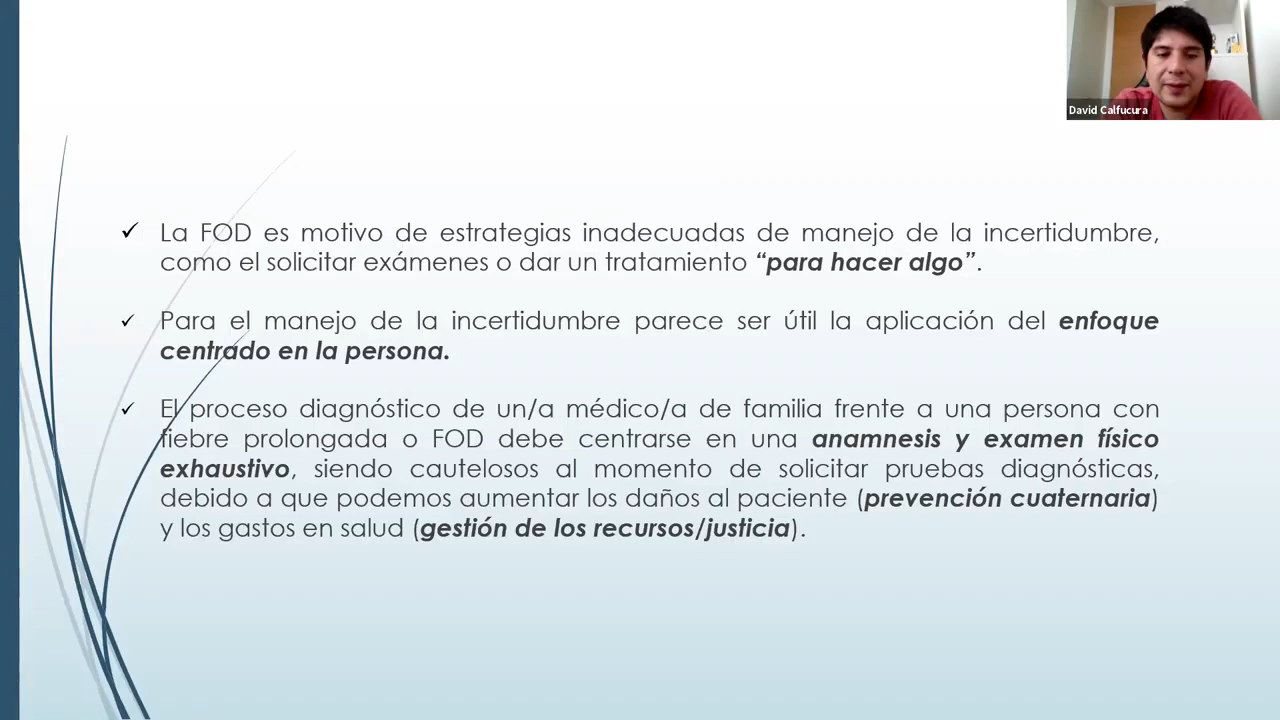 David Calfucura
✓ La FOD es motivo de estrategias inadecuadas de manejo de la incertidumbre,
como el solicitar exámenes o dar un tratamiento “para hacer algo”.
✓ Para el manejo de la incertidumbre parece ser útil la aplicación del enfoque
centrado en la persona.
✓ El proceso diagnóstico de un/a médico/a de familia frente a una persona con
fiebre prolongada o FOD debe centrarse en una anamnesis y examen físico
exhaustivo, siendo cautelosos al momento de solicitar pruebas diagnósticas,
debido a que podemos aumentar los daños al paciente (prevención cuaternaria)
y los gastos en salud (gestión de los recursos/justicia).